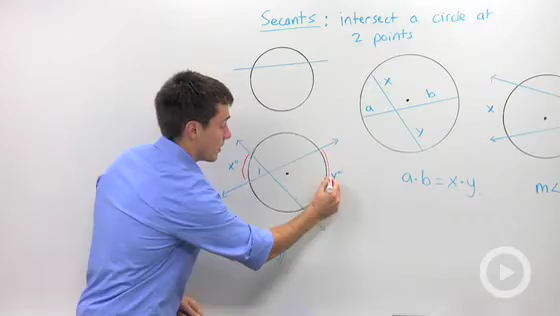 Secants : intersect a circle at
2 points
x
a
b
y
x
x°
1
y°
a·b = x·y
m∠